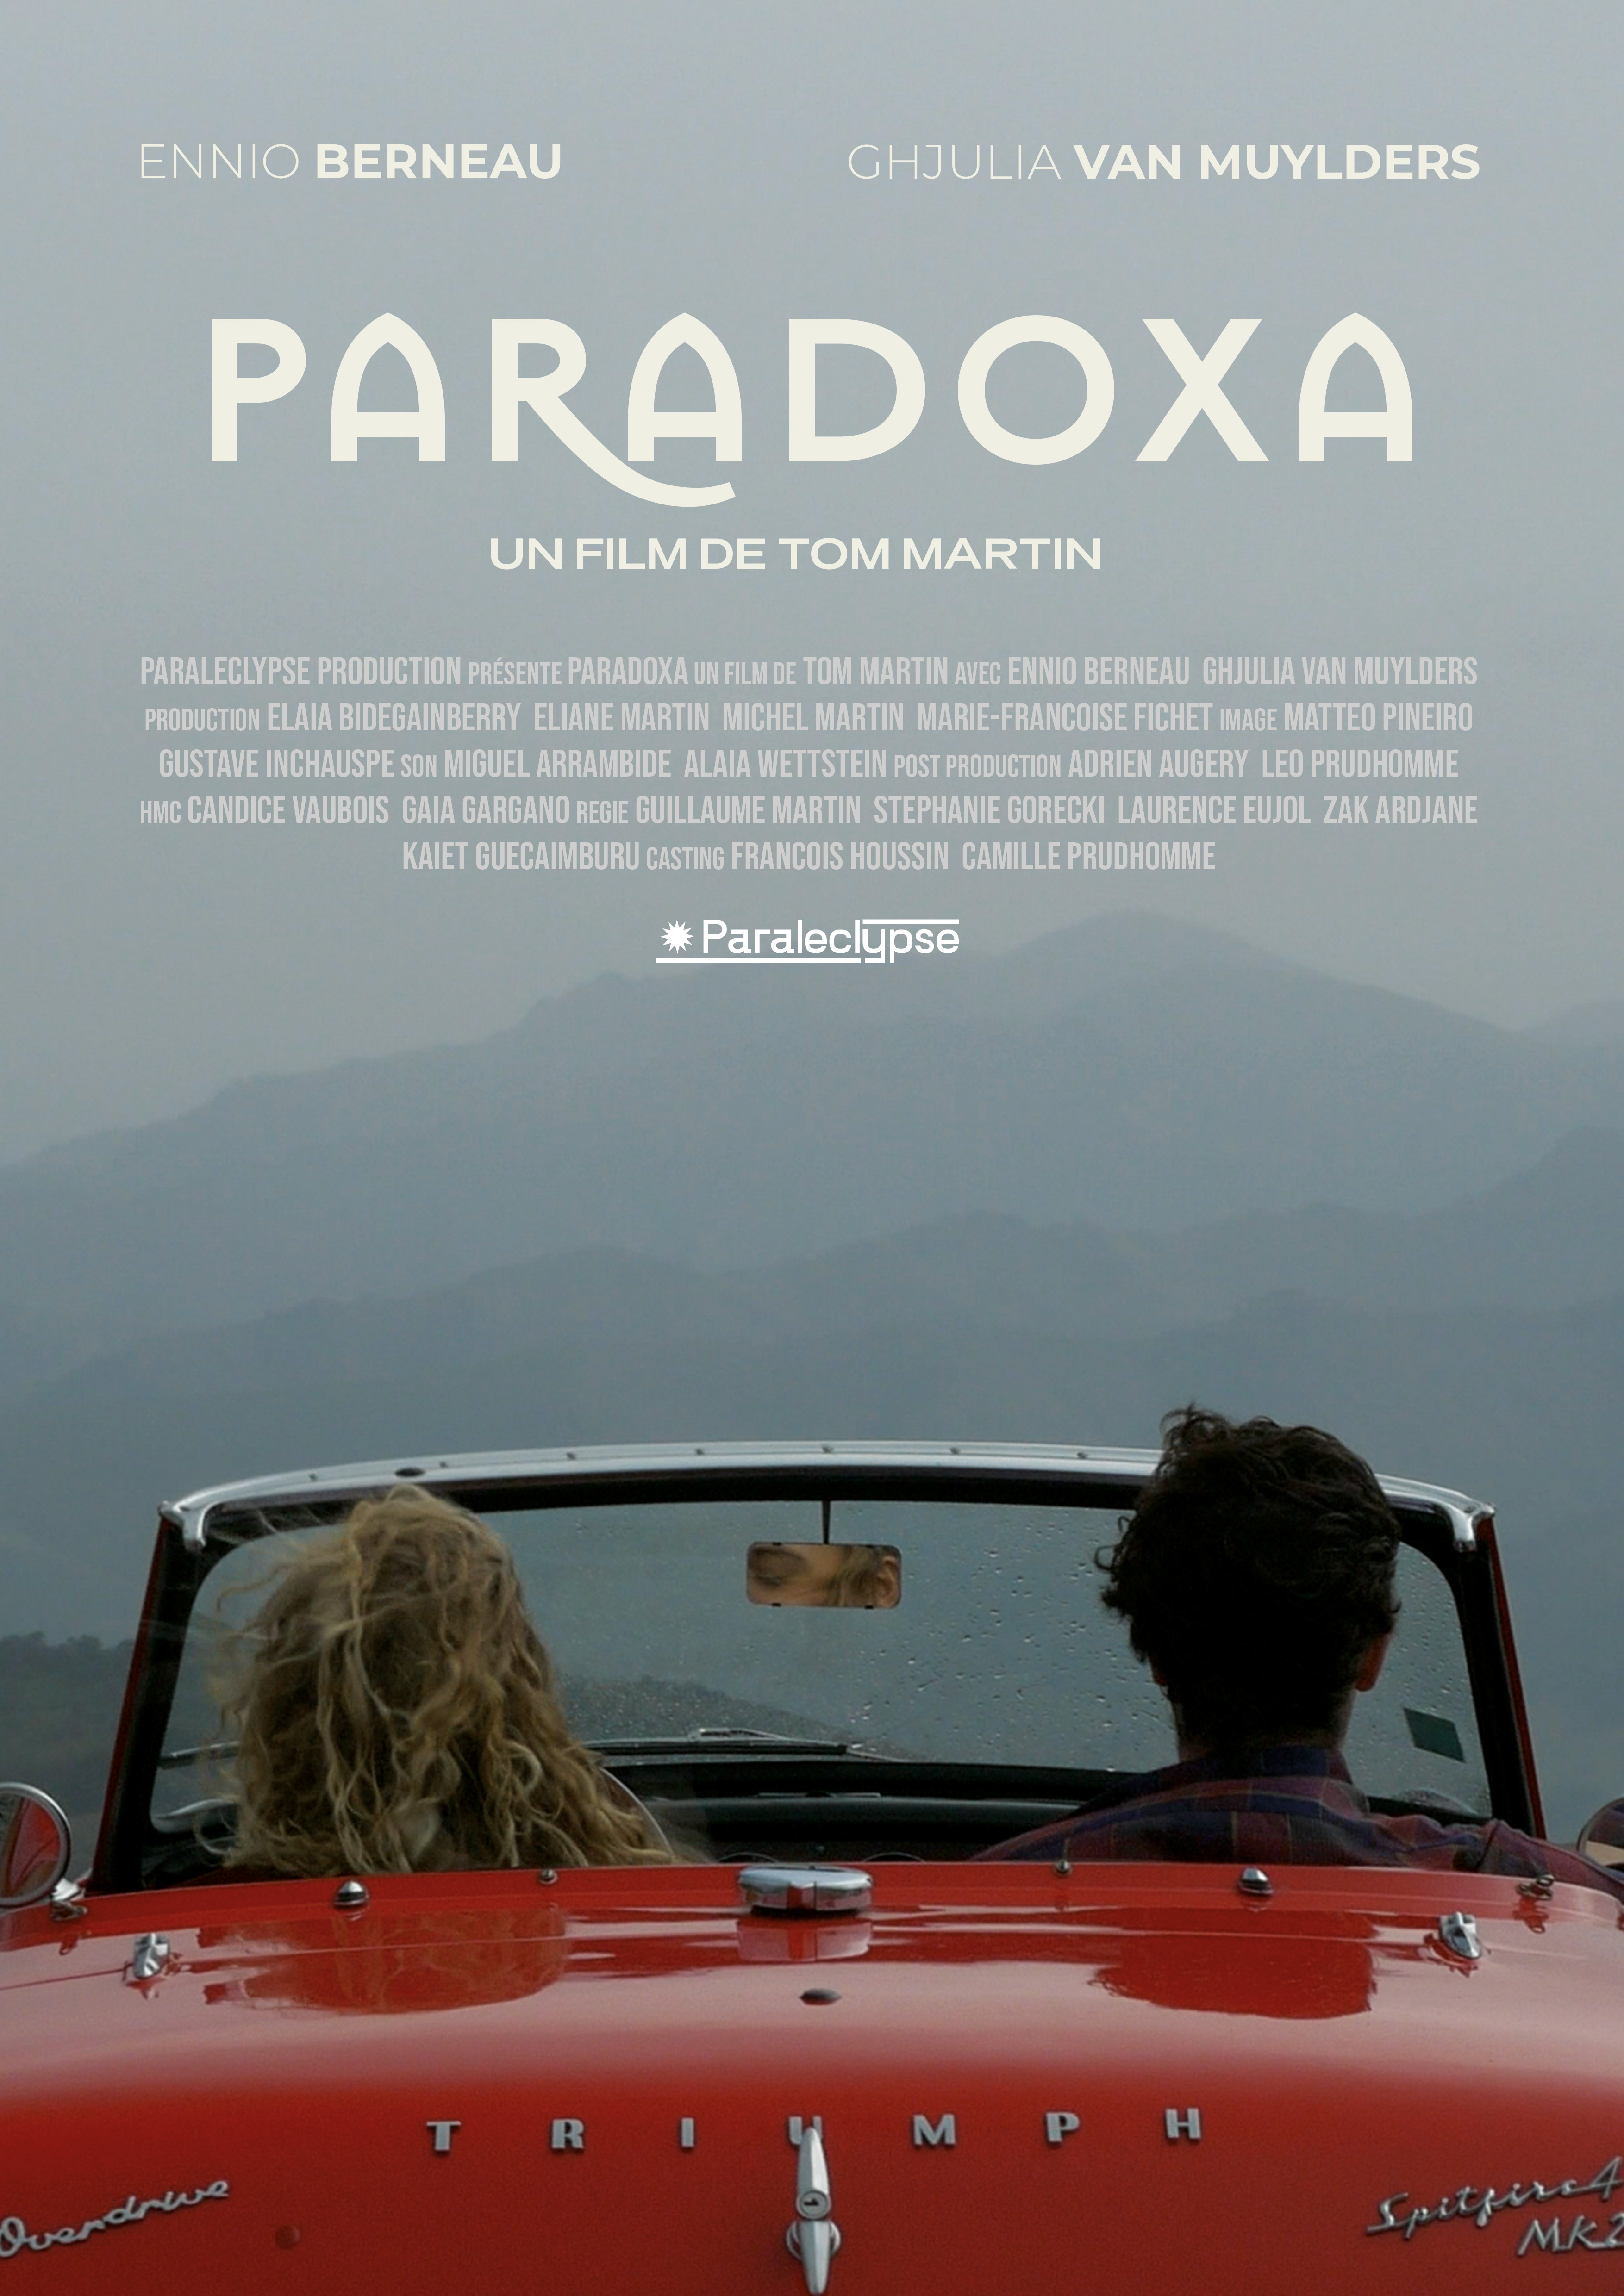 ENNIO BERNEAU
GHJULIA VAN MUYLDERS
PARADOXA
UN FILM DE TOM MARTIN
PARALECLYPSE PRODUCTION PRÉSENTE PARADOXA UN FILM DE TOM MARTIN AVEC ENNIO BERNEAU GHJULIA VAN MUYLDERS
PRODUCTION ELAIA BIDEGAINBERRY ELIANE MARTIN MICHEL MARTIN MARIE-FRANCOISE FICHET IMAGE MATTEO PINEIRO
GUSTAVE INCHAUSPE SON MIGUEL ARRAMBIDE ALAIA WETTSTEIN POST PRODUCTION ADRIEN AUGERY LEO PRUDHOMME
HMC CANDICE VAUBOIS GAIA GARGANO REGIE GUILLAUME MARTIN STEPHANIE GORECKI LAURENCE EUJOL ZAK ARDJANE
KAIET GUECAIMBURU CASTING FRANCOIS HOUSSIN CAMILLE PRUDHOMME
Paraleclypse
TRIUMPH
Overdrive
Spitfire4
MK2